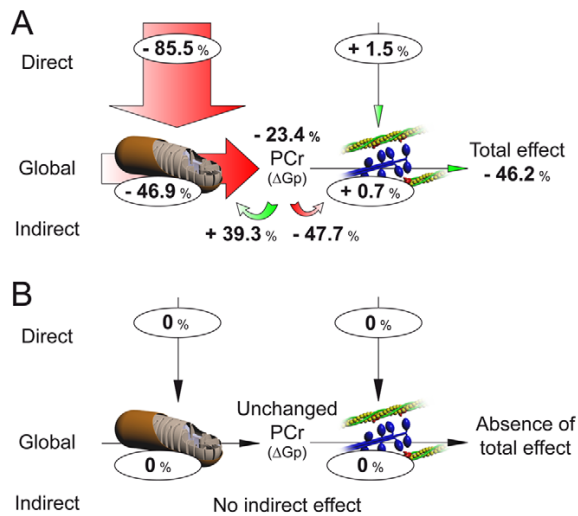 A
Direct
- 85.5 %
+ 1.5 %
- 23.4 %
Global
PCr
(ΔGp)
Total effect
- 46.2 %
- 46.9 %
+ 0.7 %
Indirect
+ 39.3 %
- 47.7 %
B
Direct
0 %
0 %
Unchanged
PCr
(ΔGp)
Global
Absence of
total effect
0 %
0 %
Indirect
No indirect effect